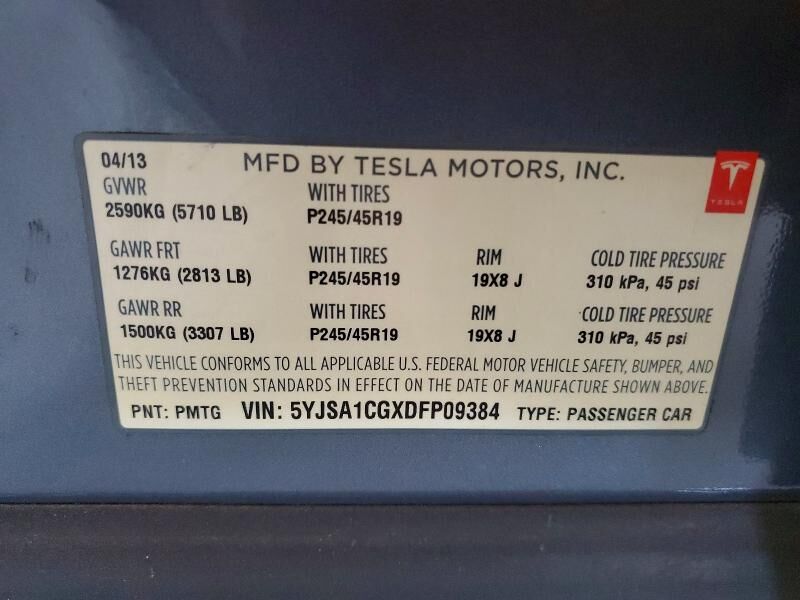 04/13 MFD BY TESLA MOTORS, INC.
TESLA
GVWR WITH TIRES
2590KG (5710 LB) P245/45R19
GAWR FRT WITH TIRES RIM COLD TIRE PRESSURE
1276KG (2813 LB) P245/45R19 19X8 J 310 kPa, 45 psi
GAWR RR WITH TIRES RIM COLD TIRE PRESSURE
1500KG (3307 LB) P245/45R19 19X8 J 310 kPa, 45 psi
THIS VEHICLE CONFORMS TO ALL APPLICABLE U.S. FEDERAL MOTOR VEHICLE SAFETY, BUMPER, AND
THEFT PREVENTION STANDARDS IN EFFECT ON THE DATE OF MANUFACTURE SHOWN ABOVE.
PNT: PMTG VIN: 5YJSA1CGXDFP09384 TYPE: PASSENGER CAR